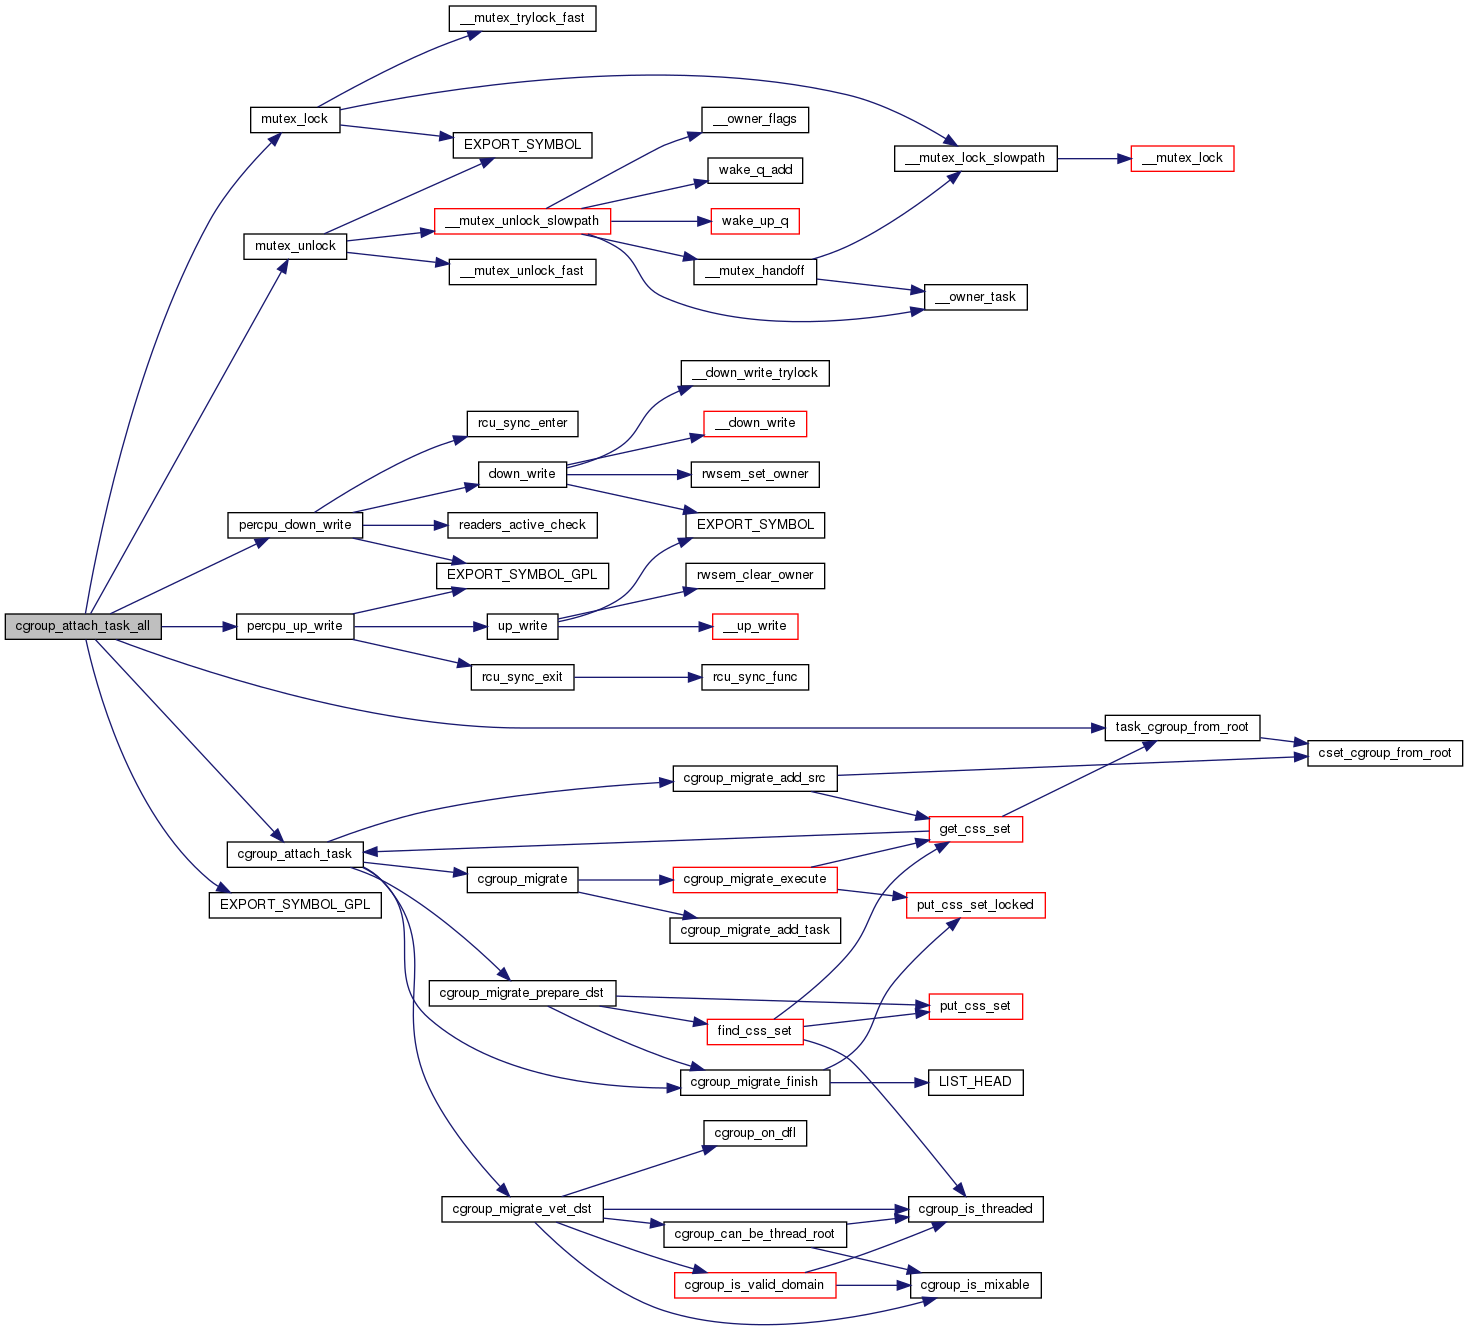 __mutex_trylock_fast
mutex_lock
__owner_flags
EXPORT_SYMBOL
__mutex_lock_slowpath
__mutex_lock
wake_q_add
__mutex_unlock_slowpath
wake_up_q
mutex_unlock
__mutex_unlock_fast
__mutex_handoff
__owner_task
__down_write_trylock
rcu_sync_enter
__down_write
down_write
rwsem_set_owner
percpu_down_write
readers_active_check
EXPORT_SYMBOL
EXPORT_SYMBOL_GPL
rwsem_clear_owner
cgroup_attach_task_all
percpu_up_write
up_write
__up_write
rcu_sync_exit
rcu_sync_func
task_cgroup_from_root
cset_cgroup_from_root
cgroup_migrate_add_src
get_css_set
cgroup_attach_task
cgroup_migrate
cgroup_migrate_execute
EXPORT_SYMBOL_GPL
put_css_set_locked
cgroup_migrate_add_task
cgroup_migrate_prepare_dst
put_css_set
find_css_set
cgroup_migrate_finish
LIST_HEAD
cgroup_on_dfl
cgroup_migrate_vet_dst
cgroup_is_threaded
cgroup_can_be_thread_root
cgroup_is_valid_domain
cgroup_is_mixable